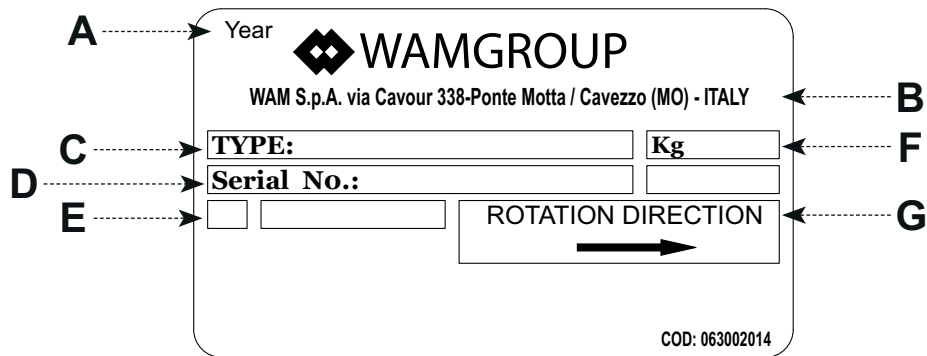 A Year WAMGROUP
WAM S.p.A. via Cavour 338-Ponte Motta / Cavezzo (MO) - ITALY B
C TYPE: Kg F
D Serial No.:
E ROTATION DIRECTION G
COD: 063002014